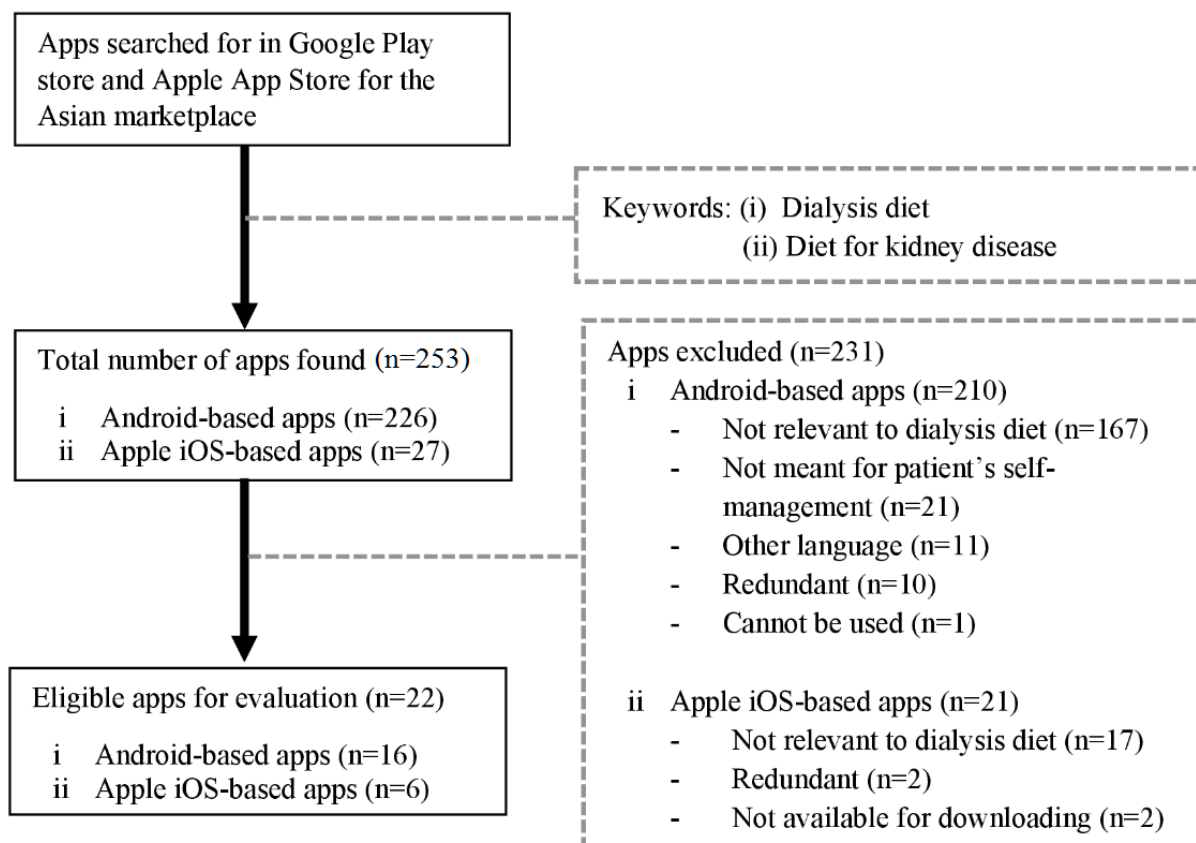 Apps searched for in Google Play
store and Apple App Store for the
Asian marketplace
Keywords: (i) Dialysis diet
(ii) Diet for kidney disease
Total number of apps found (n=253)
i Android-based apps (n=226)
ii Apple iOS-based apps (n=27)
Apps excluded (n=231)
i Android-based apps (n=210)
- Not relevant to dialysis diet (n=167)
- Not meant for patient's self-
management (n=21)
- Other language (n=11)
- Redundant (n=10)
- Cannot be used (n=1)
ii Apple iOS-based apps (n=21)
- Not relevant to dialysis diet (n=17)
- Redundant (n=2)
- Not available for downloading (n=2)
Eligible apps for evaluation (n=22)
i Android-based apps (n=16)
ii Apple iOS-based apps (n=6)